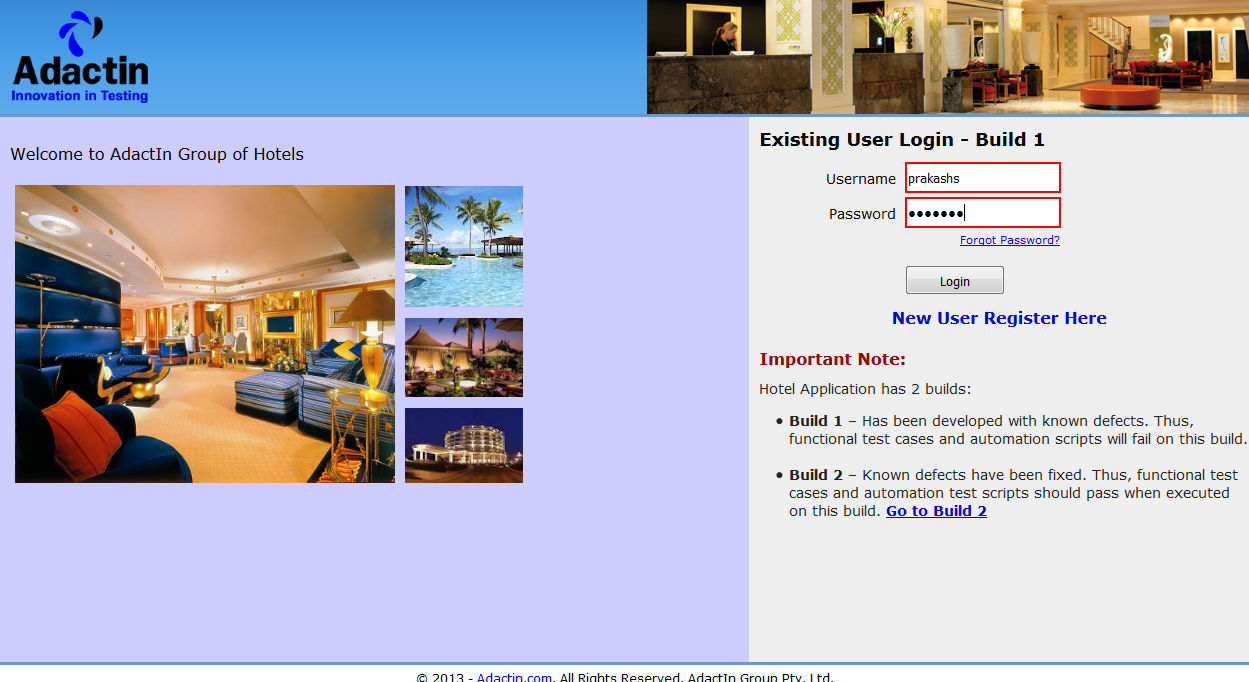 Adactin
Innovation in Testing
Welcome to AdactIn Group of Hotels
Existing User Login - Build 1
Username prakashs
Password •••••••
Forgot Password?
Login
New User Register Here
Important Note:
Hotel Application has 2 builds:
• Build 1 – Has been developed with known defects. Thus,
functional test cases and automation scripts will fail on this build.
• Build 2 – Known defects have been fixed. Thus, functional test
cases and automation test scripts should pass when executed
on this build. Go to Build 2
© 2013 - Adactin.com. All Rights Reserved. AdactIn Group Pty. Ltd.